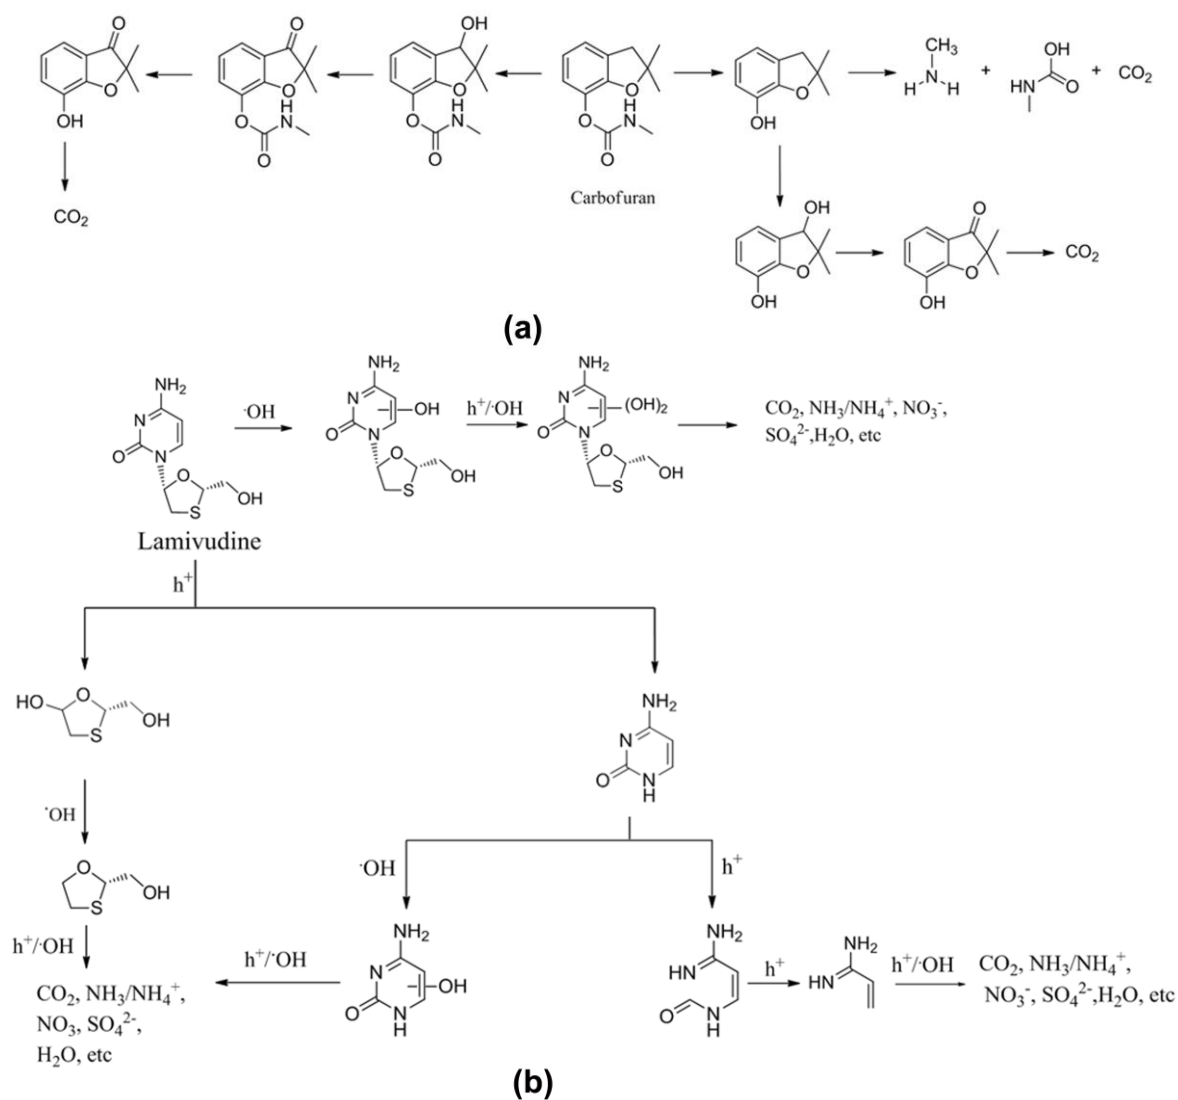 O
OH
O
O
OH
O
H
N
O
O
O
H
N
O
O
O
H
N
O
O
Carbofuran
O
OH
CH3
N
H H
+
OH
HN O
+
CO2
CO2
OH
O
OH
O
O
OH
CO2
(a)
NH2
N
O N
O
S
OH
Lamivudine
·OH
NH2
N
OH
O N
O
S
OH
h+/·OH
NH2
N
(OH)2
O N
O
S
OH
CO2, NH3/NH4+, NO3-,
SO42-,H2O, etc
h+
HO O
S
OH
·OH
O
S
OH
h+/·OH
CO2, NH3/NH4+,
NO3, SO42-,
H2O, etc
NH2
N
O N
H
·OH
h+
NH2
N
OH
O N
H
h+/·OH
NH2
HN
O N
H
h+
NH2
HN
h+/·OH
CO2, NH3/NH4+,
NO3-, SO42-,H2O, etc
(b)